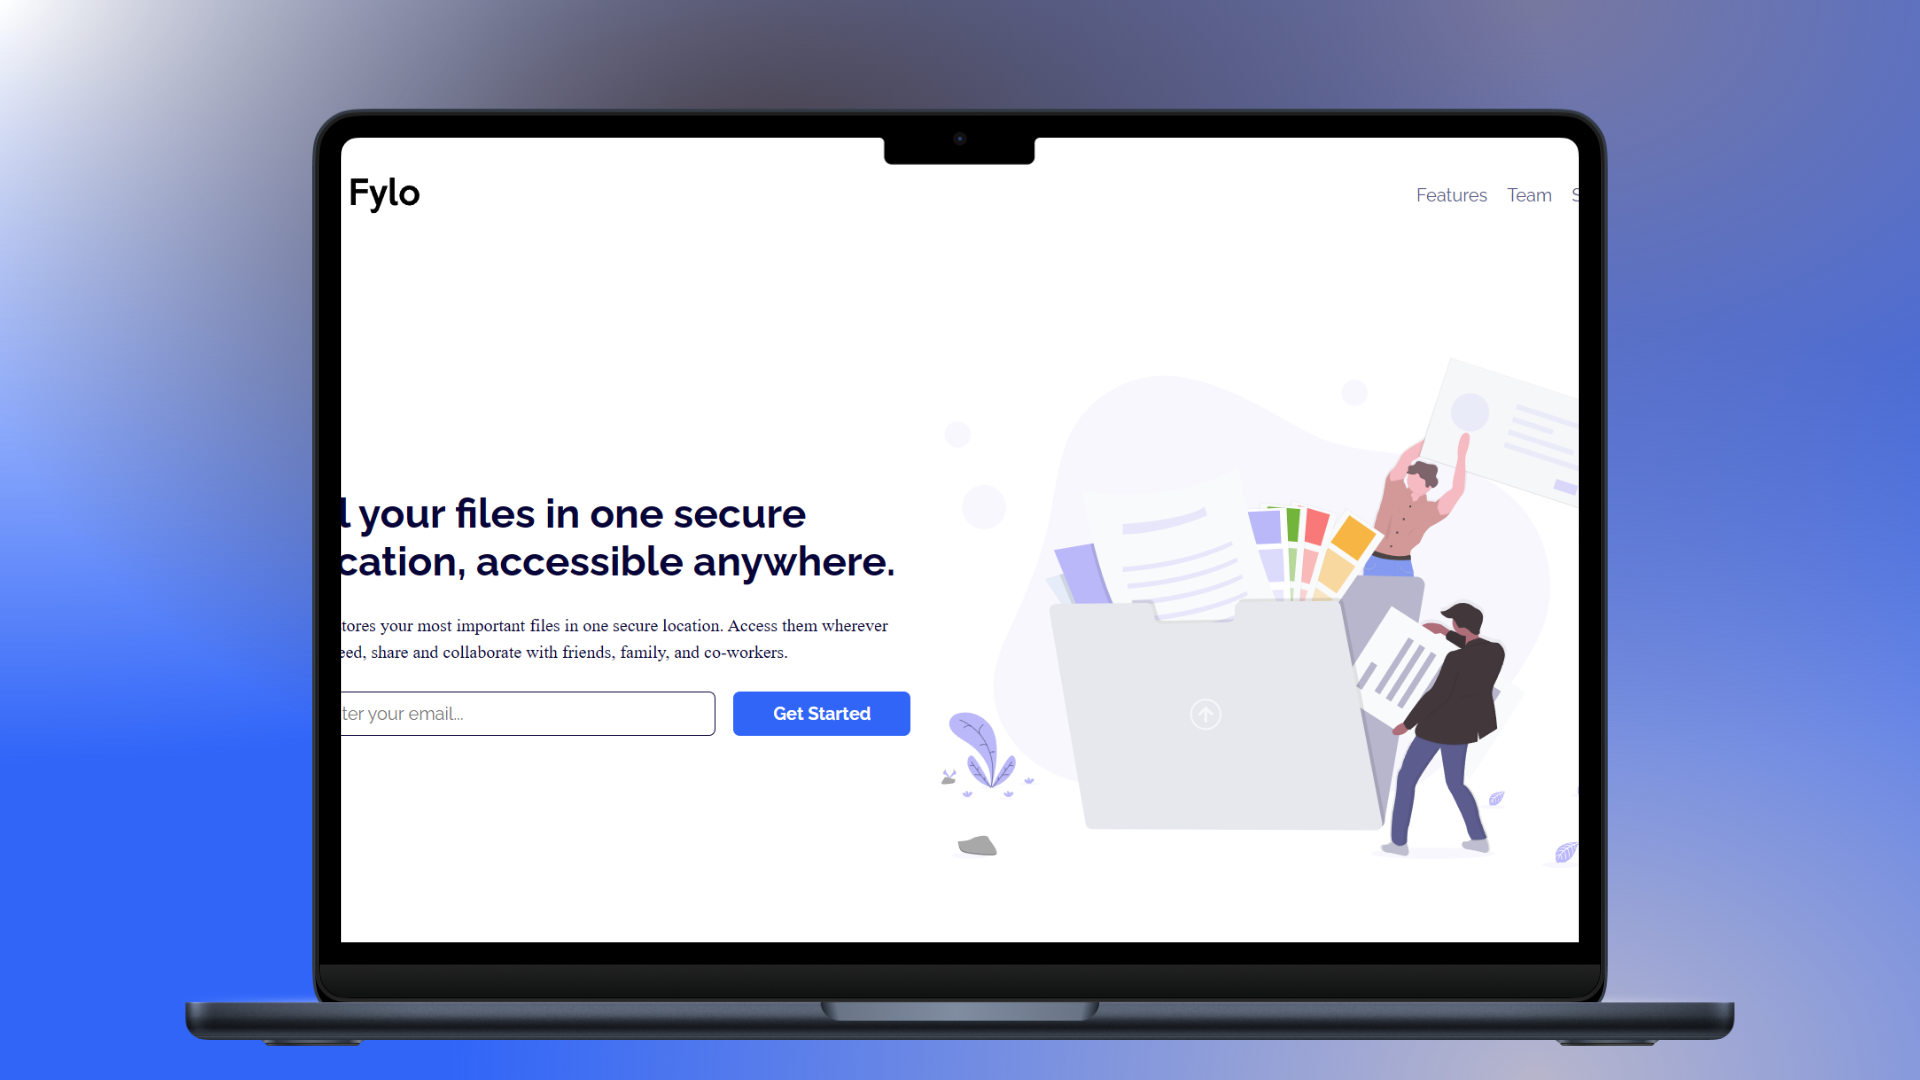 Fylo
Features Team S
l your files in one secure
cation, accessible anywhere.
tores your most important files in one secure location. Access them wherever
eed, share and collaborate with friends, family, and co-workers.
ter your email...
Get Started